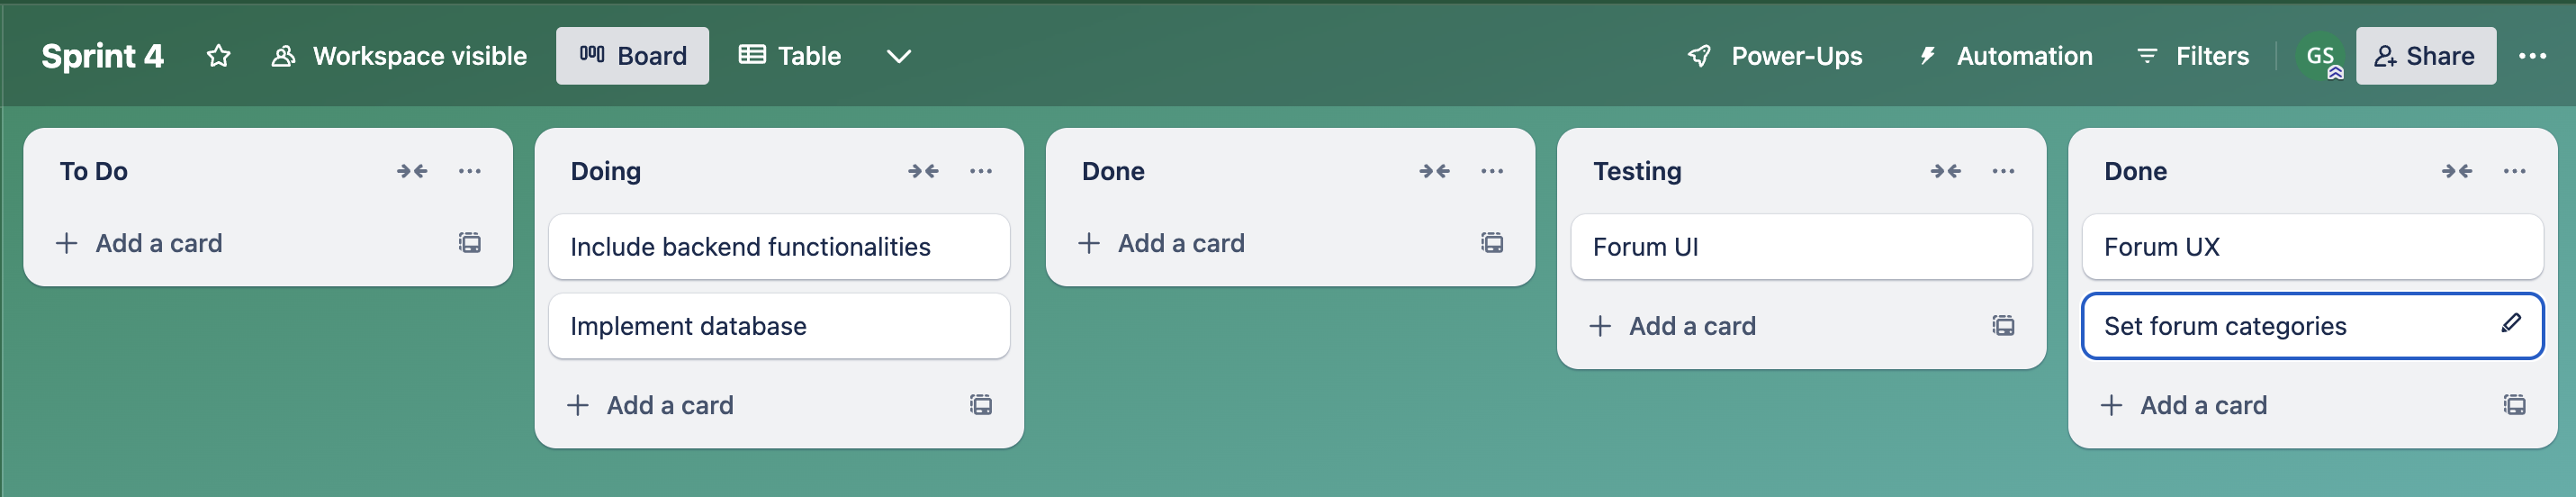 Sprint 4
Workspace visible
Board
Table
Power-Ups
Automation
Filters
GS
Share
To Do
Add a card
Doing
Include backend functionalities
Implement database
Add a card
Done
Add a card
Testing
Forum UI
Add a card
Done
Forum UX
Set forum categories
Add a card